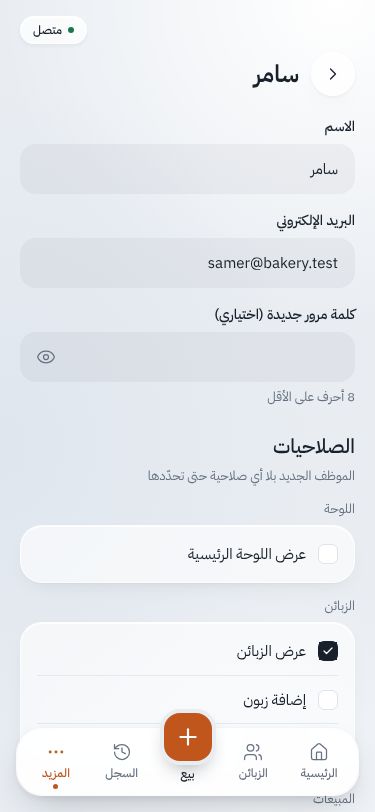 متصل
سامر
الاسم
سامر
البريد الإلكتروني
samer@bakery.test
كلمة مرور جديدة (اختياري)
8 أحرف على الأقل
الصلاحيات
الموظف الجديد بلا أي صلاحية حتى تحدّدها
اللوحة
عرض اللوحة الرئيسية
الزبائن
عرض الزبائن
إضافة زبون
الرئيسية
الزبائن
بيع
السجل
المزيد
المبيعات